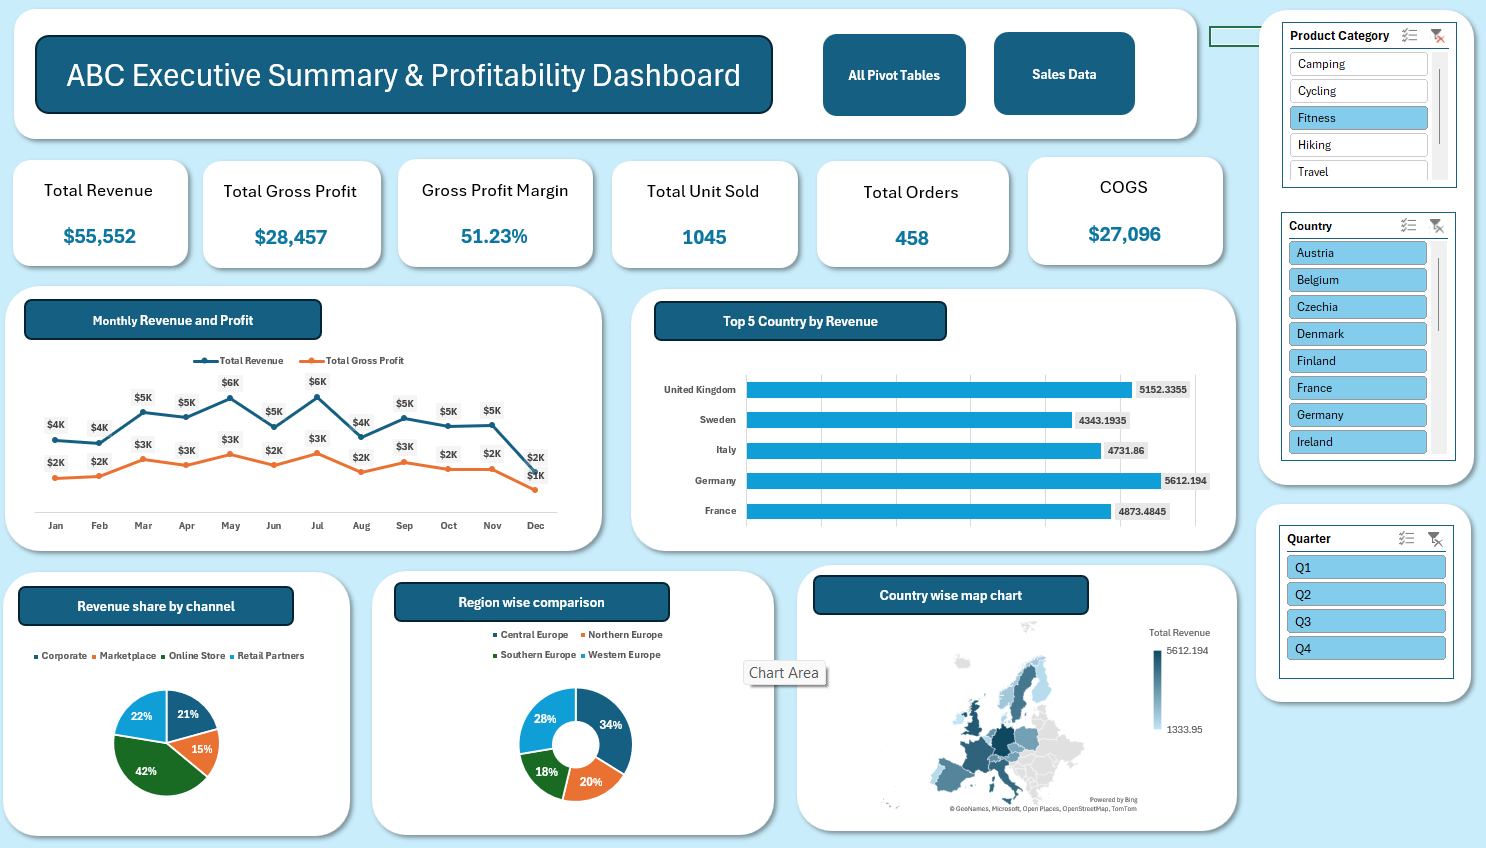 ABC Executive Summary & Profitability Dashboard
All Pivot Tables
Sales Data
Product Category
Camping
Cycling
Fitness
Hiking
Travel
Total Revenue
$55,552
Total Gross Profit
$28,457
Gross Profit Margin
51.23%
Total Unit Sold
1045
Total Orders
458
COGS
$27,096
Country
Austria
Belgium
Czechia
Denmark
Finland
France
Germany
Ireland
Monthly Revenue and Profit
Total Revenue Total Gross Profit
$4K $4K $5K $5K $6K $5K $6K $4K $5K $5K $5K $2K
$2K $2K $3K $3K $3K $2K $3K $2K $3K $2K $2K $1K
Jan Feb Mar Apr May Jun Jul Aug Sep Oct Nov Dec
Top 5 Country by Revenue
United Kingdom 5152.3355
Sweden 4343.1935
Italy 4731.86
Germany 5612.194
France 4873.4845
Quarter
Q1
Q2
Q3
Q4
Revenue share by channel
Corporate Marketplace Online Store Retail Partners
22% 21%
15%
42%
Region wise comparison
Central Europe Northern Europe
Southern Europe Western Europe
28% 34%
18% 20%
Chart Area
Country wise map chart
Total Revenue
5612.194
1333.95
Powered by Bing
© GeoNames, Microsoft, Open Places, OpenStreetMap, TomTom